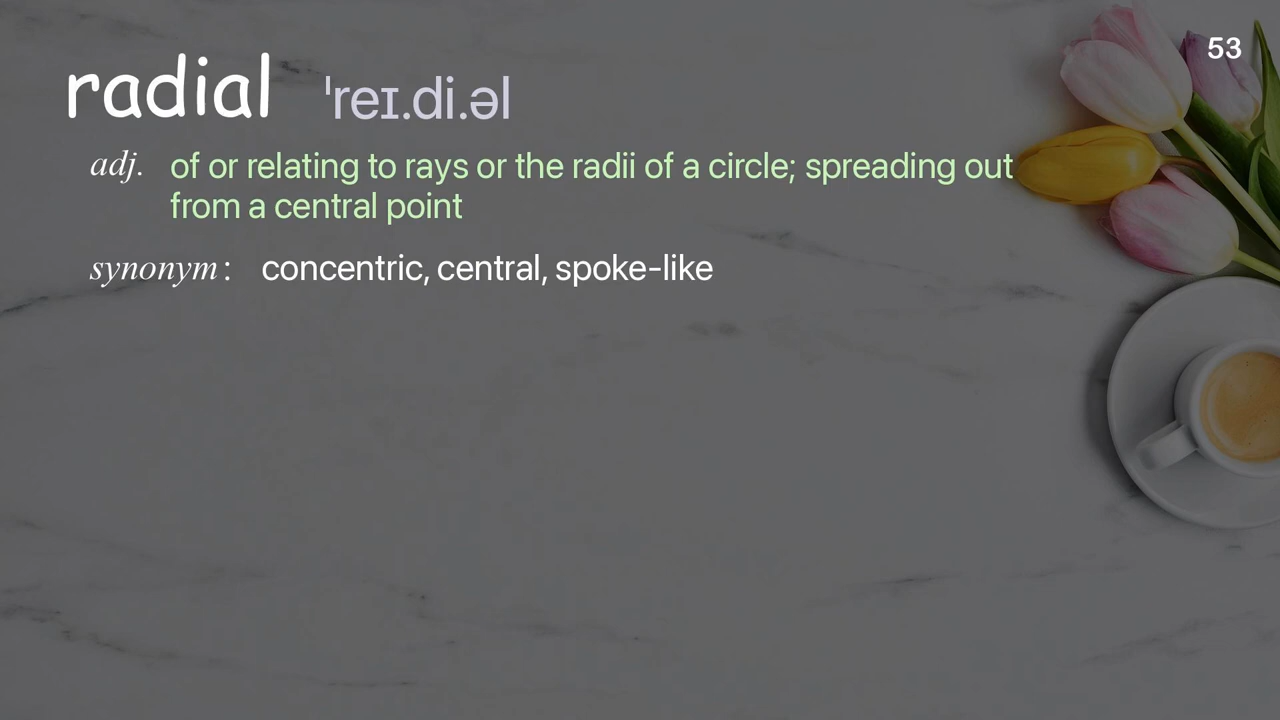 53
radial ˈreɪ.di.əl
adj. of or relating to rays or the radii of a circle; spreading out
from a central point
synonym : concentric, central, spoke-like